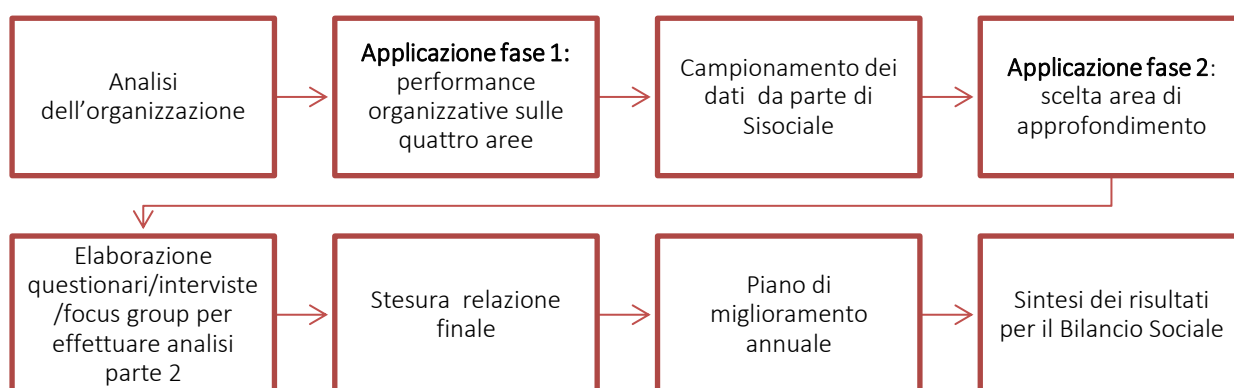 Analisi
dell’organizzazione
Applicazione fase 1:
performance
organizzative sulle
quattro aree
Campionamento dei
dati da parte di
Sisociale
Applicazione fase 2:
scelta area di
approfondimento
Elaborazione
questionari/interviste
/focus group per
effettuare analisi
parte 2
Stesura relazione
finale
Piano di
miglioramento
annuale
Sintesi dei risultati
per il Bilancio Sociale